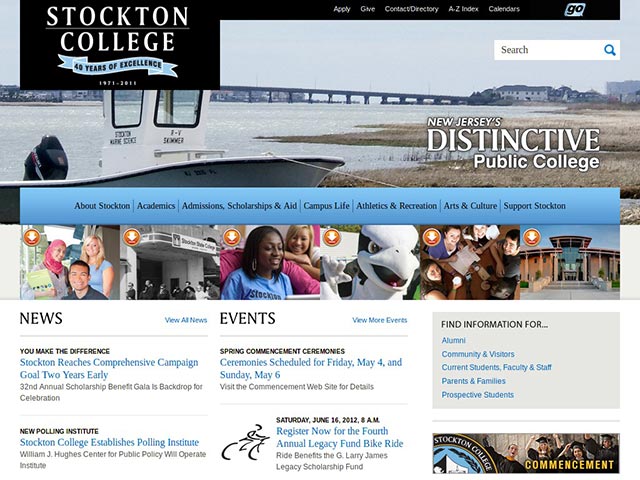 STOCKTON
COLLEGE
40 YEARS OF EXCELLENCE
1971-2011
Apply Give Contact/Directory A-Z Index Calendars go
Search
STOCKTON
MARINE SCIENCE
R-V
SKIMMER
NEW JERSEY'S
DISTINCTIVE
Public College
About Stockton Academics Admissions, Scholarships & Aid Campus Life Athletics & Recreation Arts & Culture Support Stockton
Stockton State College
NEWS
View All News
YOU MAKE THE DIFFERENCE
Stockton Reaches Comprehensive Campaign
Goal Two Years Early
32nd Annual Scholarship Benefit Gala Is Backdrop for
Celebration
NEW POLLING INSTITUTE
Stockton College Establishes Polling Institute
William J. Hughes Center for Public Policy Will Operate
Institute
EVENTS
View More Events
SPRING COMMENCEMENT CEREMONIES
Ceremonies Scheduled for Friday, May 4, and
Sunday, May 6
Visit the Commencement Web Site for Details
SATURDAY, JUNE 16, 2012, 8 A.M.
Register Now for the Fourth
Annual Legacy Fund Bike Ride
Ride Benefits the G. Larry James
Legacy Scholarship Fund
FIND INFORMATION FOR...
Alumni
Community & Visitors
Current Students, Faculty & Staff
Parents & Families
Prospective Students
STOCKTON COLLEGE
COMMENCEMENT